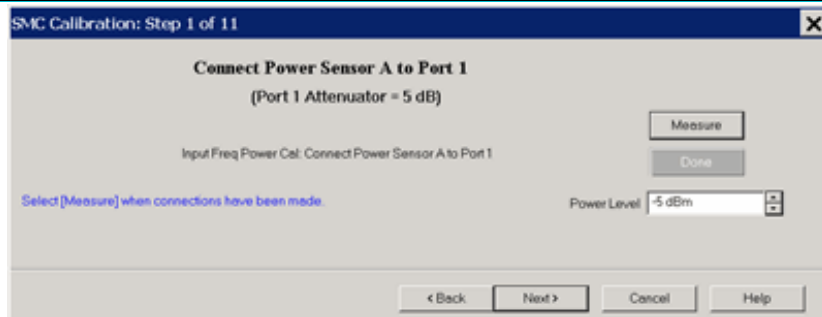 SMC Calibration: Step 1 of 11
Connect Power Sensor A to Port 1
(Port 1 Attenuator = 5 dB)
Measure
Input Freq Power Cal: Connect Power Sensor A to Port 1
Done
Select [Measure] when connections have been made.
Power Level -5 dBm
< Back Next > Cancel Help